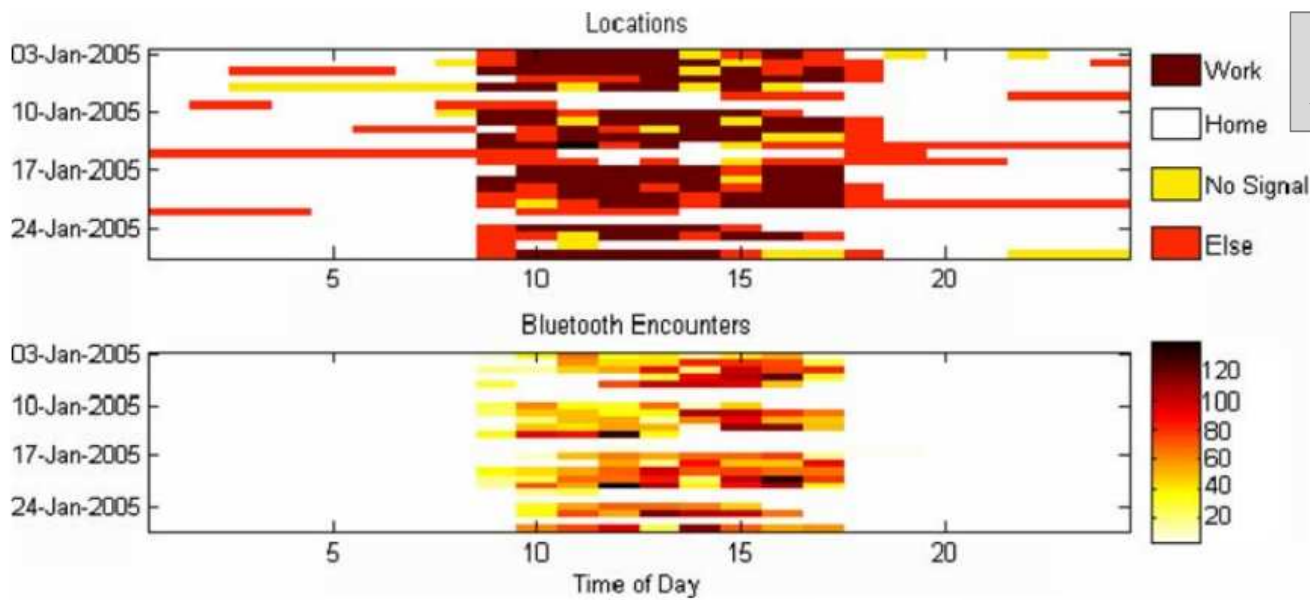 Locations
03-Jan-2005
10-Jan-2005
17-Jan-2005
24-Jan-2005
5 10 15 20
Work
Home
No Signal
Else
Bluetooth Encounters
03-Jan-2005
10-Jan-2005
17-Jan-2005
24-Jan-2005
5 10 15 20
Time of Day
120
100
80
60
40
20